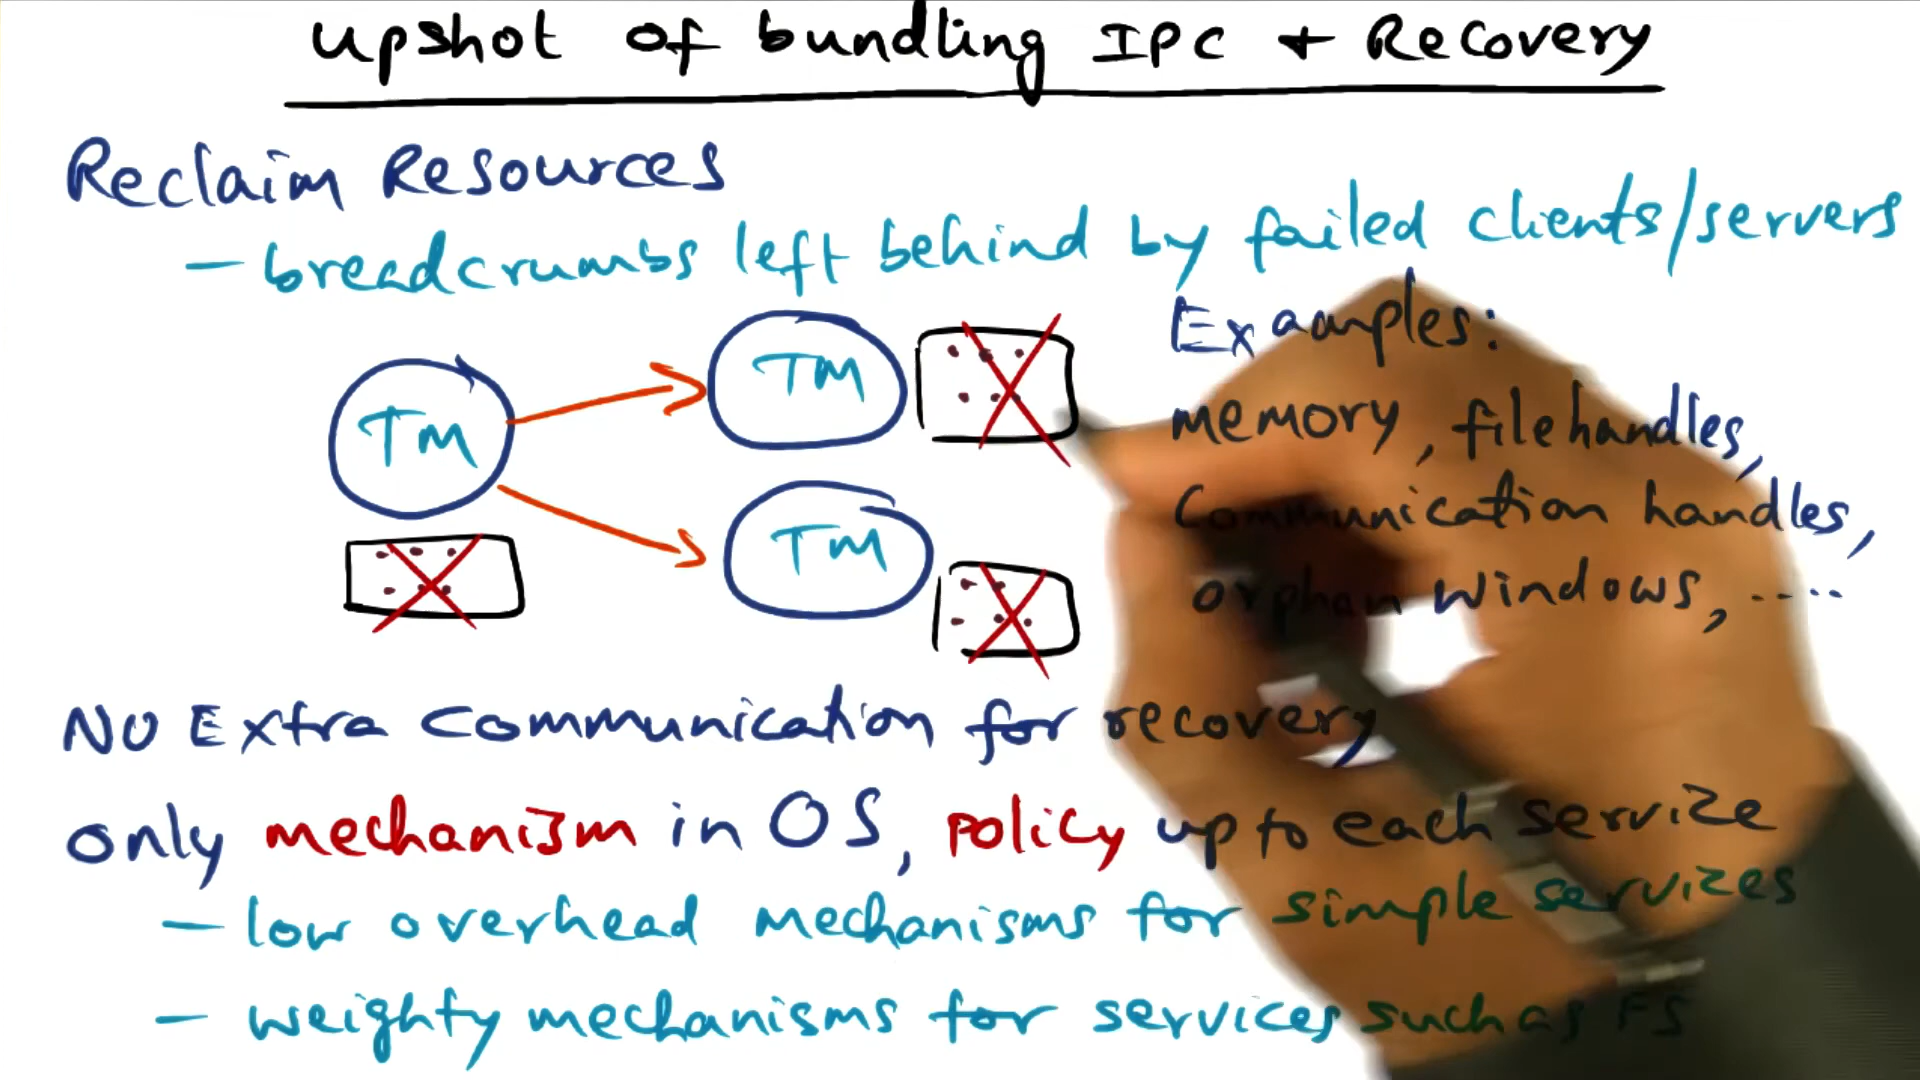 upshot of bundling IPC + Recovery
Reclaim Resources
- breadcrumbs left behind by failed clients/servers
Examples:
memory, file handles,
communication handles,
orphan windows, .....
TM
TM
TM
No Extra communication for recovery
only mechanism in OS, policy up to each service
- low overhead mechanisms for simple services
- weighty mechanisms for services such as FS